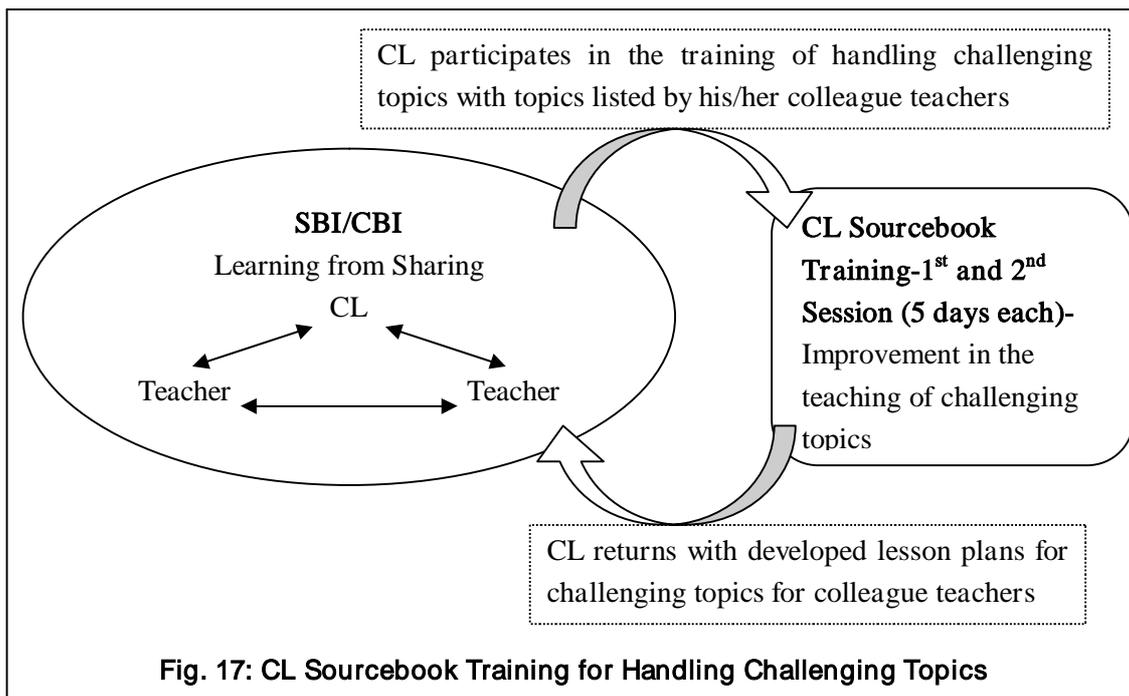 CL participates in the training of handling challenging
topics with topics listed by his/her colleague teachers
SBI/CBI
Learning from Sharing
CL
Teacher
Teacher
CL Sourcebook
Training-1st and 2nd
Session (5 days each)-
Improvement in the
teaching of challenging
topics
CL returns with developed lesson plans for
challenging topics for colleague teachers
Fig. 17: CL Sourcebook Training for Handling Challenging Topics